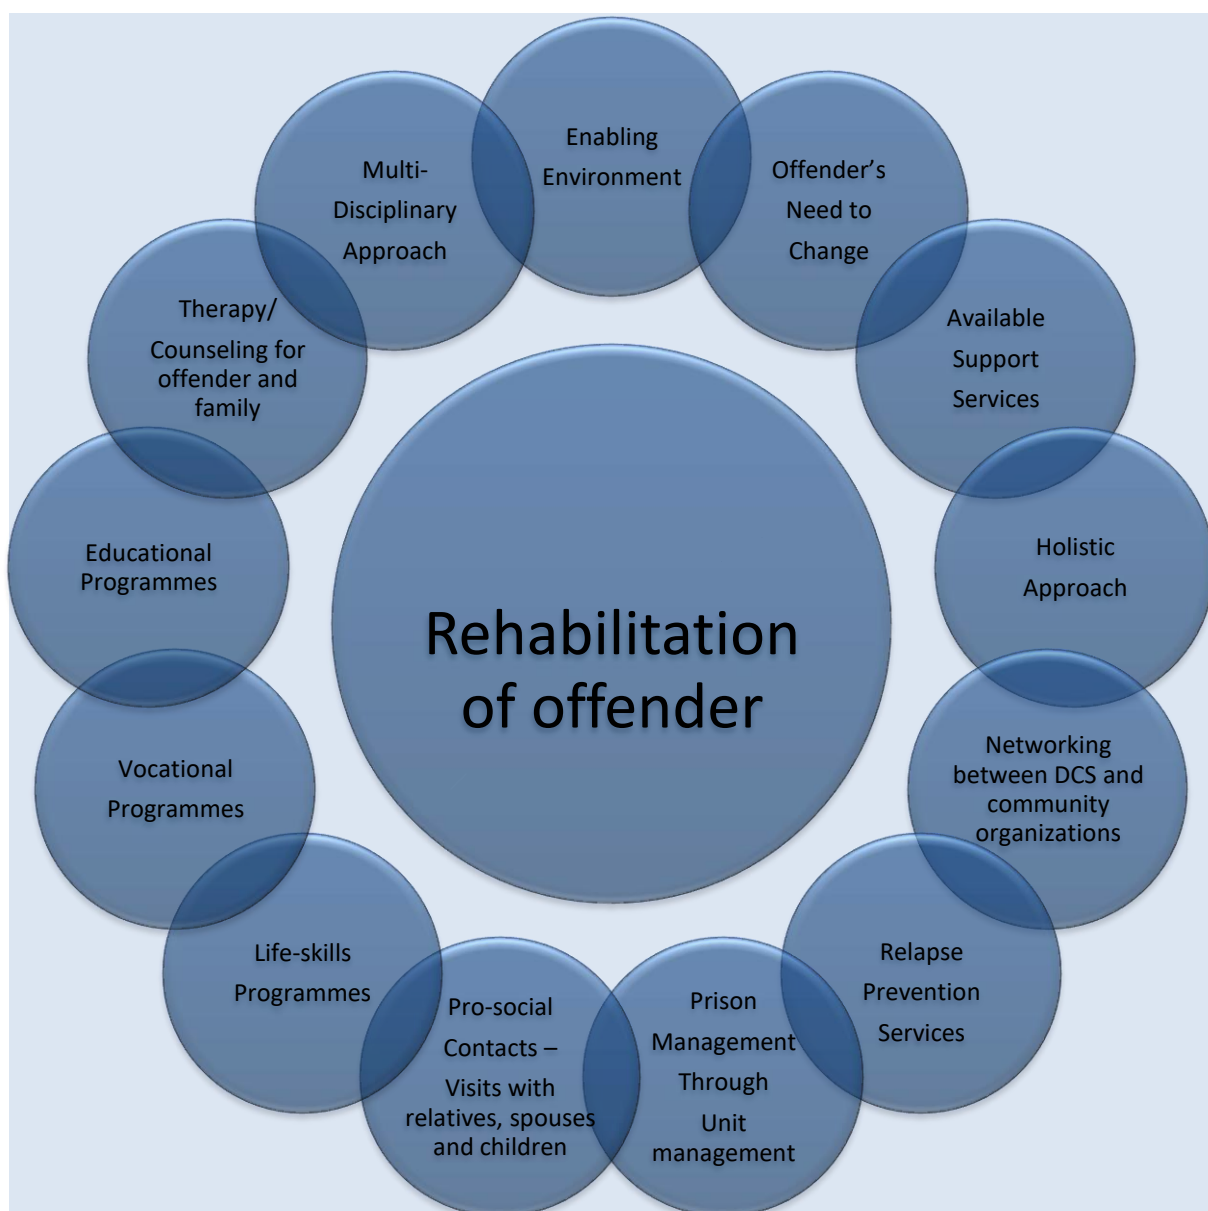 Enabling
Environment
Offender’s
Need to
Change
Available
Support
Services
Holistic
Approach
Networking
between DCS and
community
organizations
Relapse
Prevention
Services
Prison
Management
Through
Unit
management
Pro-social
Contacts –
Visits with
relatives, spouses
and children
Life-skills
Programmes
Vocational
Programmes
Educational
Programmes
Therapy/
Counseling for
offender and
family
Multi-
Disciplinary
Approach
Rehabilitation
of offender